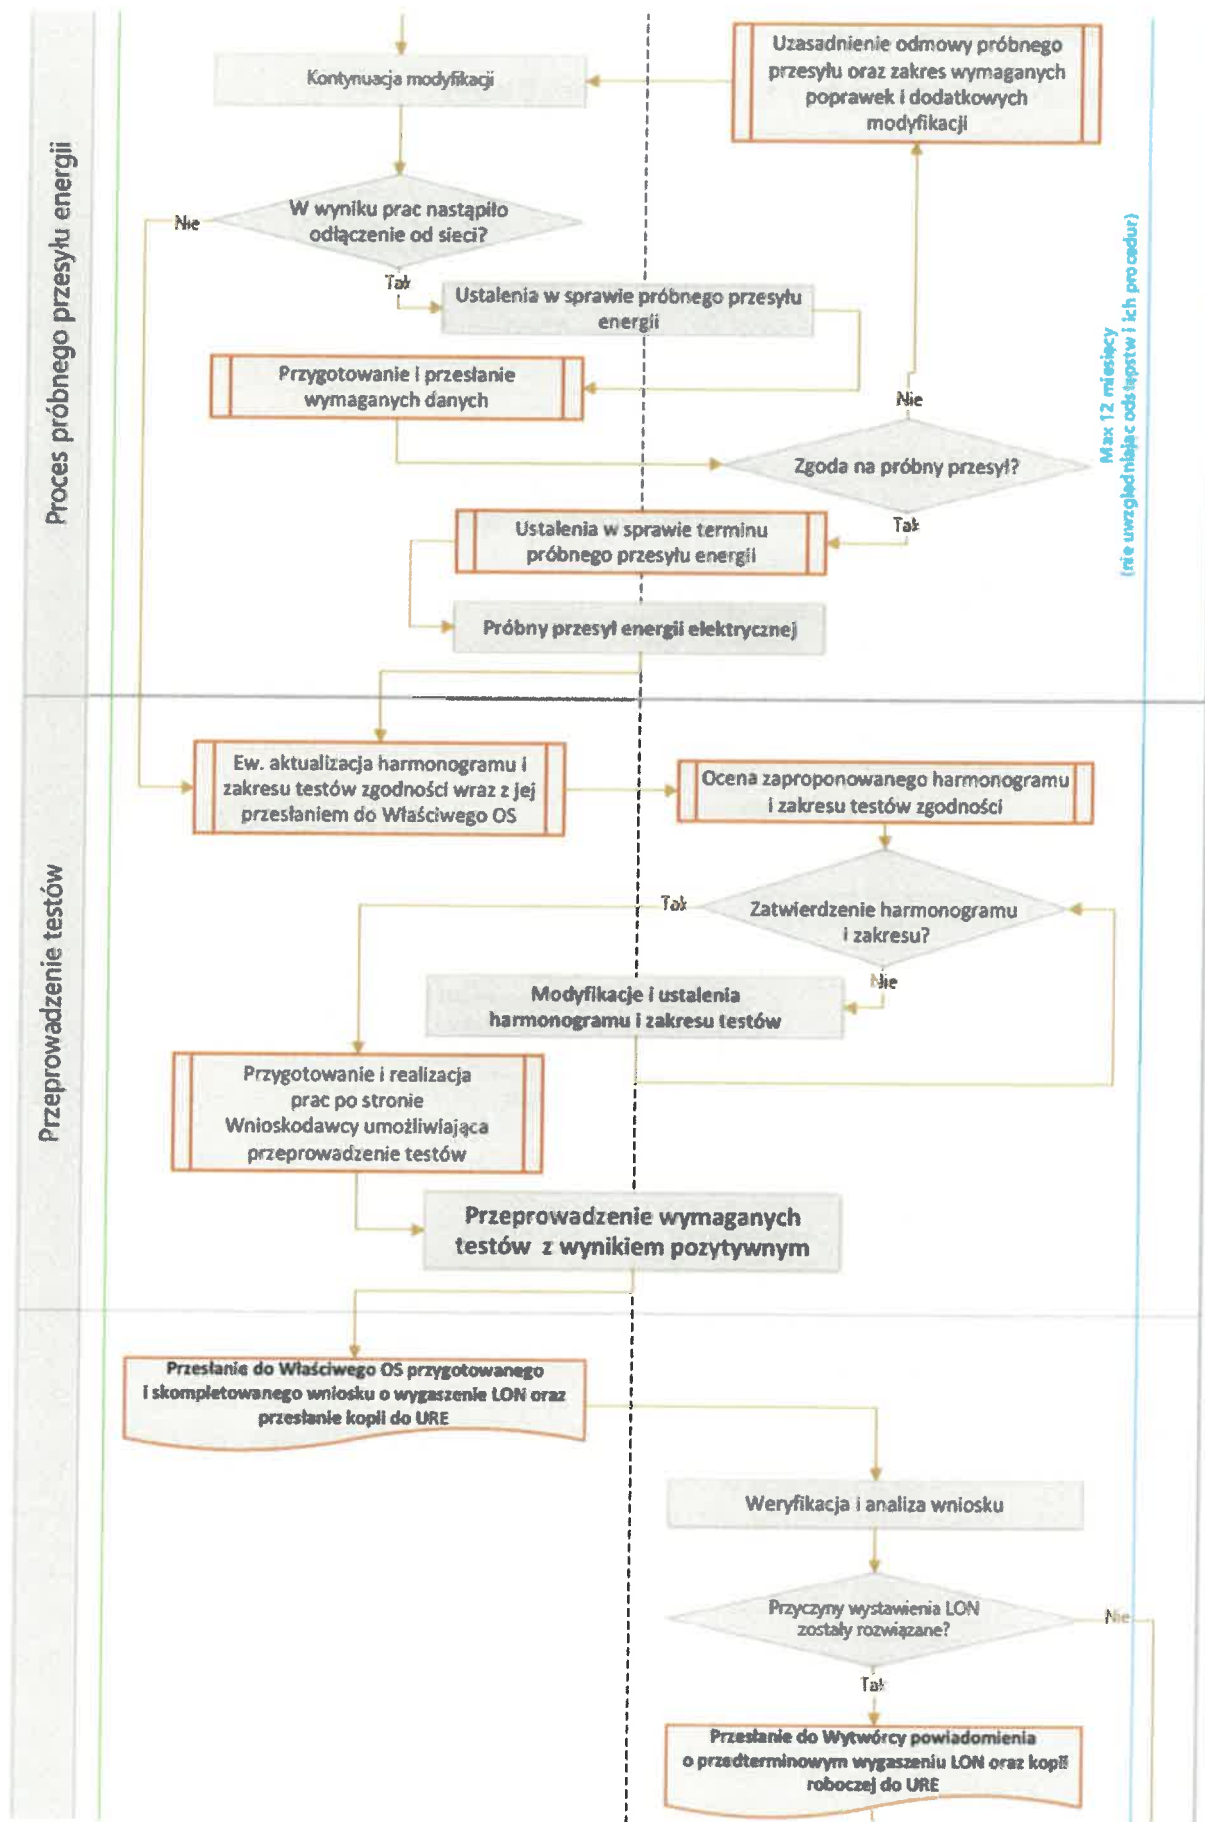 Proces próbnego przesyłu energii
Kontynuacja modyfikacji
Uzasadnienie odmowy próbnego
przesyłu oraz zakres wymaganych
poprawek i dodatkowych
modyfikacji
W wyniku prac nastąpiło
odłączenie od sieci?
Nie
Tak
Ustalenia w sprawie próbnego przesyłu
energii
Przygotowanie i przesłanie
wymaganych danych
Nie
Zgoda na próbny przesył?
Tak
Ustalenia w sprawie terminu
próbnego przesyłu energii
Próbny przesył energii elektrycznej
Max 12 miesięcy
(nie uwzględniając odstępstw i ich procedur)
Przeprowadzenie testów
Ew. aktualizacja harmonogramu i
zakresu testów zgodności wraz z jej
przesłaniem do Właściwego OS
Ocena zaproponowanego harmonogramu
i zakresu testów zgodności
Tak
Zatwierdzenie harmonogramu
i zakresu?
Nie
Modyfikacje i ustalenia
harmonogramu i zakresu testów
Przygotowanie i realizacja
prac po stronie
Wnioskodawcy umożliwiająca
przeprowadzenie testów
Przeprowadzenie wymaganych
testów z wynikiem pozytywnym
Przesłanie do Właściwego OS przygotowanego
i skompletowanego wniosku o wygaszenie LON oraz
przesłanie kopii do URE
Weryfikacja i analiza wniosku
Przyczyny wystawienia LON
zostały rozwiązane?
Nie
Tak
Przesłanie do Wytwórcy powiadomienia
o przedterminowym wygaszeniu LON oraz kopii
roboczej do URE